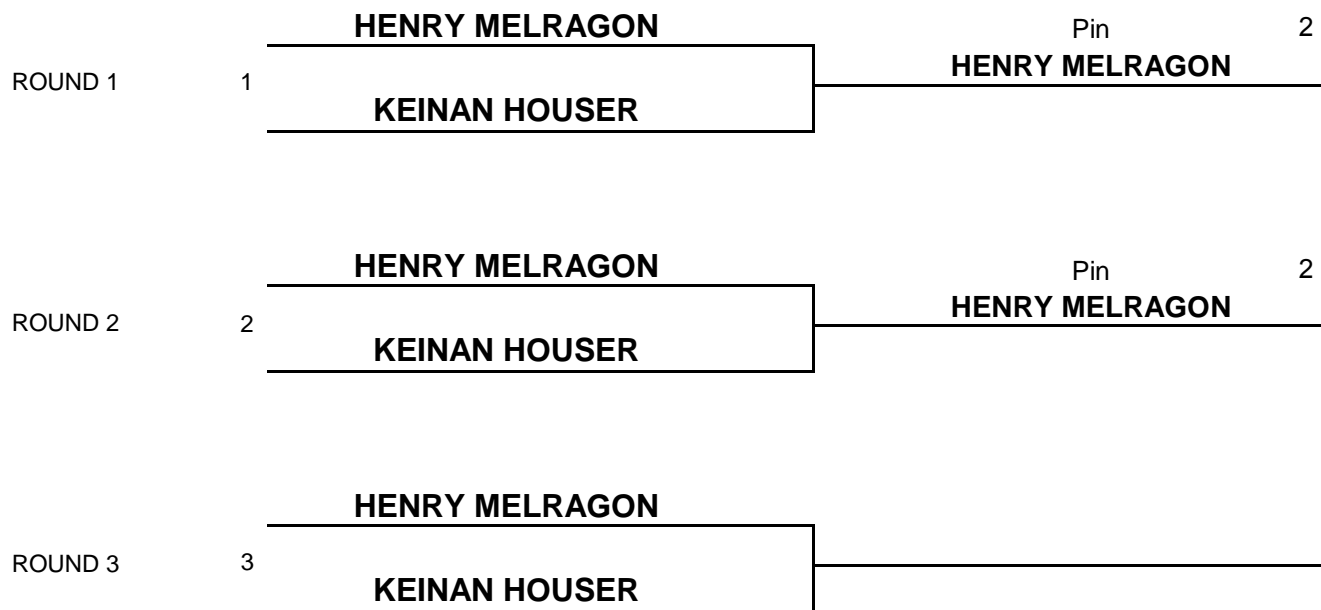 HENRY MELRAGON
Pin 2
HENRY MELRAGON
ROUND 1 1
KEINAN HOUSER
HENRY MELRAGON
Pin 2
HENRY MELRAGON
ROUND 2 2
KEINAN HOUSER
HENRY MELRAGON
ROUND 3 3
KEINAN HOUSER